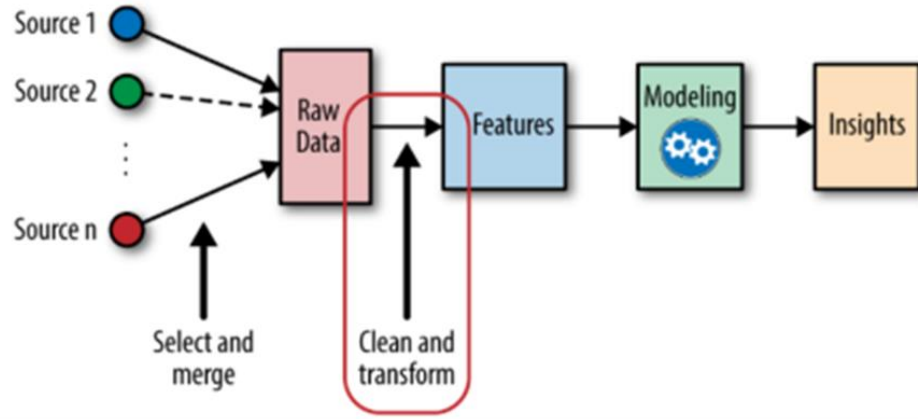 Source 1
Source 2
Source n
Select and
merge
Raw
Data
Clean and
transform
Features
Modeling
Insights